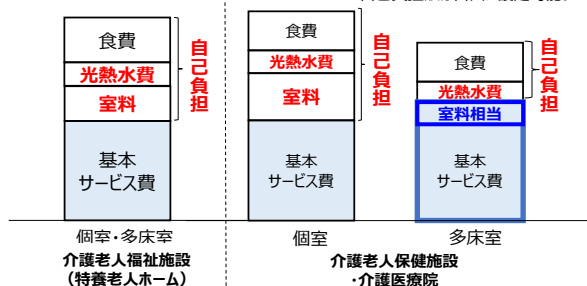 食費
光熱水費
室料
自己負担
基本
サービス費
個室・多床室
介護老人福祉施設
（特養老人ホーム）
食費
光熱水費
室料
自己負担
基本
サービス費
個室
食費
光熱水費
自己負担
室料相当
基本
サービス費
多床室
介護老人保健施設
・介護医療院